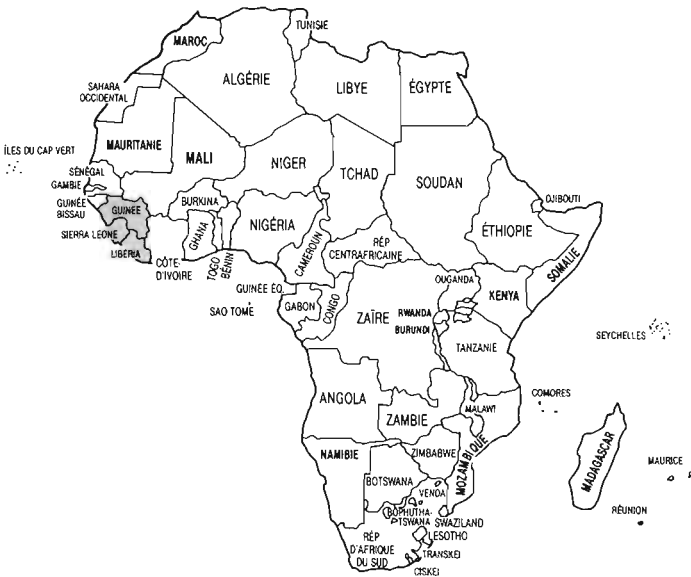 TUNISIE
MAROC
ALGÉRIE
LIBYE
ÉGYPTE
SAHARA
OCCIDENTAL
MAURITANIE
ÎLES DU CAP VERT
MALI
NIGER
TCHAD
SOUDAN
SÉNÉGAL
GAMBIE
GUINÉE
BISSAU
GUINÉE
BURKINA
DJIBOUTI
SIERRA LEONE
LIBÉRIA
CÔTE-
D'IVOIRE
GHANA
TOGO
BÉNIN
NIGÉRIA
CAMEROUN
RÉP
CENTRAFRICAINE
ÉTHIOPIE
SOMALIE
GUINÉE ÉQ.
SAO TOMÉ
GABON
CONGO
ZAÏRE
OUGANDA
KENYA
RWANDA
BURUNDI
TANZANIE
SEYCHELLES
COMORES
ANGOLA
ZAMBIE
MALAWI
MOZAMBIQUE
NAMIBIE
ZIMBABWE
BOTSWANA
MADAGASCAR
MAURICE
RÉUNION
VENDA
BOPHUTHA-
TSWANA
SWAZILAND
LESOTHO
RÉP
D'AFRIQUE
DU SUD
TRANSKEI
CISKEI